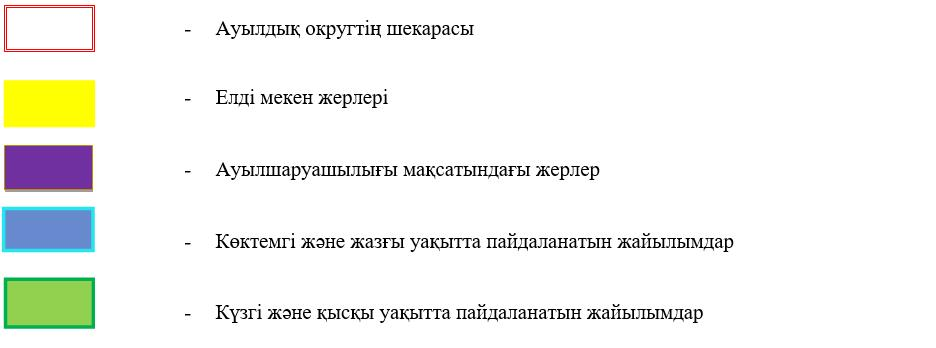 - Ауылдық округтің шекарасы
- Елді мекен жерлері
- Ауылшаруашылығы мақсатындағы жерлер
- Көктемгі және жазғы уақытта пайдаланатын жайылымдар
- Күзгі және қысқы уақытта пайдаланатын жайылымдар